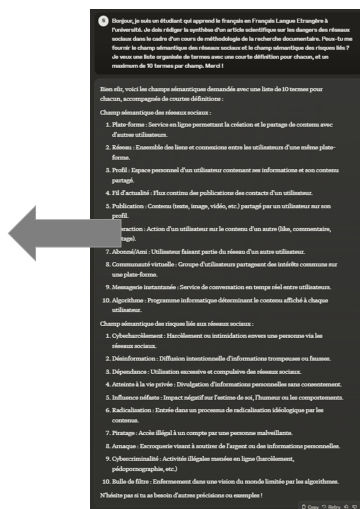 Bonjour, je suis un étudiant qui apprend le français en Français Langue Etrangère à
l'université. Je dois rédiger la synthèse d'un article scientifique sur les dangers des réseaux
sociaux dans le cadre d'un cours de méthodologie de la recherche documentaire. Peux-tu me
fournir le champ sémantique des réseaux sociaux et le champ sémantique des risques liés ?
Je veux une liste organisée de termes avec une courte définition pour chacun, et un
maximum de 10 termes par champ. Merci !
Bien sûr, voici les champs sémantiques demandés avec une liste de 10 termes pour
chacun, accompagnée de courtes définitions :
Champ sémantique des réseaux sociaux :
1. Plate-forme : Service en ligne permettant la création et le partage de contenu avec
d'autres utilisateurs.
2. Réseau : Ensemble des liens et connexions entre les utilisateurs d'une même plate-
forme.
3. Profil : Espace personnel d'un utilisateur contenant ses informations et son contenu
partagé.
4. Fil d'actualité : Flux continu des publications des contacts d'un utilisateur.
5. Publication : Contenu (texte, image, vidéo, etc.) partagé par un utilisateur sur son
profil.
eraction : Action d'un utilisateur sur le contenu d'un autre (like, commentaire,
tage).
7. Abonné/Ami : Utilisateur faisant partie du réseau d'un autre utilisateur.
8. Communauté virtuelle : Groupe d'utilisateurs partageant des intérêts communs sur
une plate-forme.
9. Messagerie instantanée : Service de conversation en temps réel entre utilisateurs.
10. Algorithme : Programme informatique déterminant le contenu affiché à chaque
utilisateur.
Champ sémantique des risques liés aux réseaux sociaux :
1. Cyberharcèlement : Harcèlement ou intimidation envers une personne via les
réseaux sociaux.
2. Désinformation : Diffusion intentionnelle d'informations trompeuses ou fausses.
3. Dépendance : Utilisation excessive et compulsive des réseaux sociaux.
4. Atteinte à la vie privée : Divulgation d'informations personnelles sans consentement.
5. Influence néfaste : Impact négatif sur l'estime de soi, l'humeur ou les comportements.
6. Radicalisation : Entrée dans un processus de radicalisation idéologique par les
contenus.
7. Piratage : Accès illégal à un compte par une personne malveillante.
8. Arnaque : Escroquerie visant à soutirer de l'argent ou des informations personnelles.
9. Cybercriminalité : Activités illégales menées en ligne (harcèlement,
pédopornographie, etc.)
10. Bulle de filtre : Enfermement dans une vision du monde limitée par les algorithmes.
N'hésite pas si tu as besoin d'autres précisions ou exemples !
Copy Retry